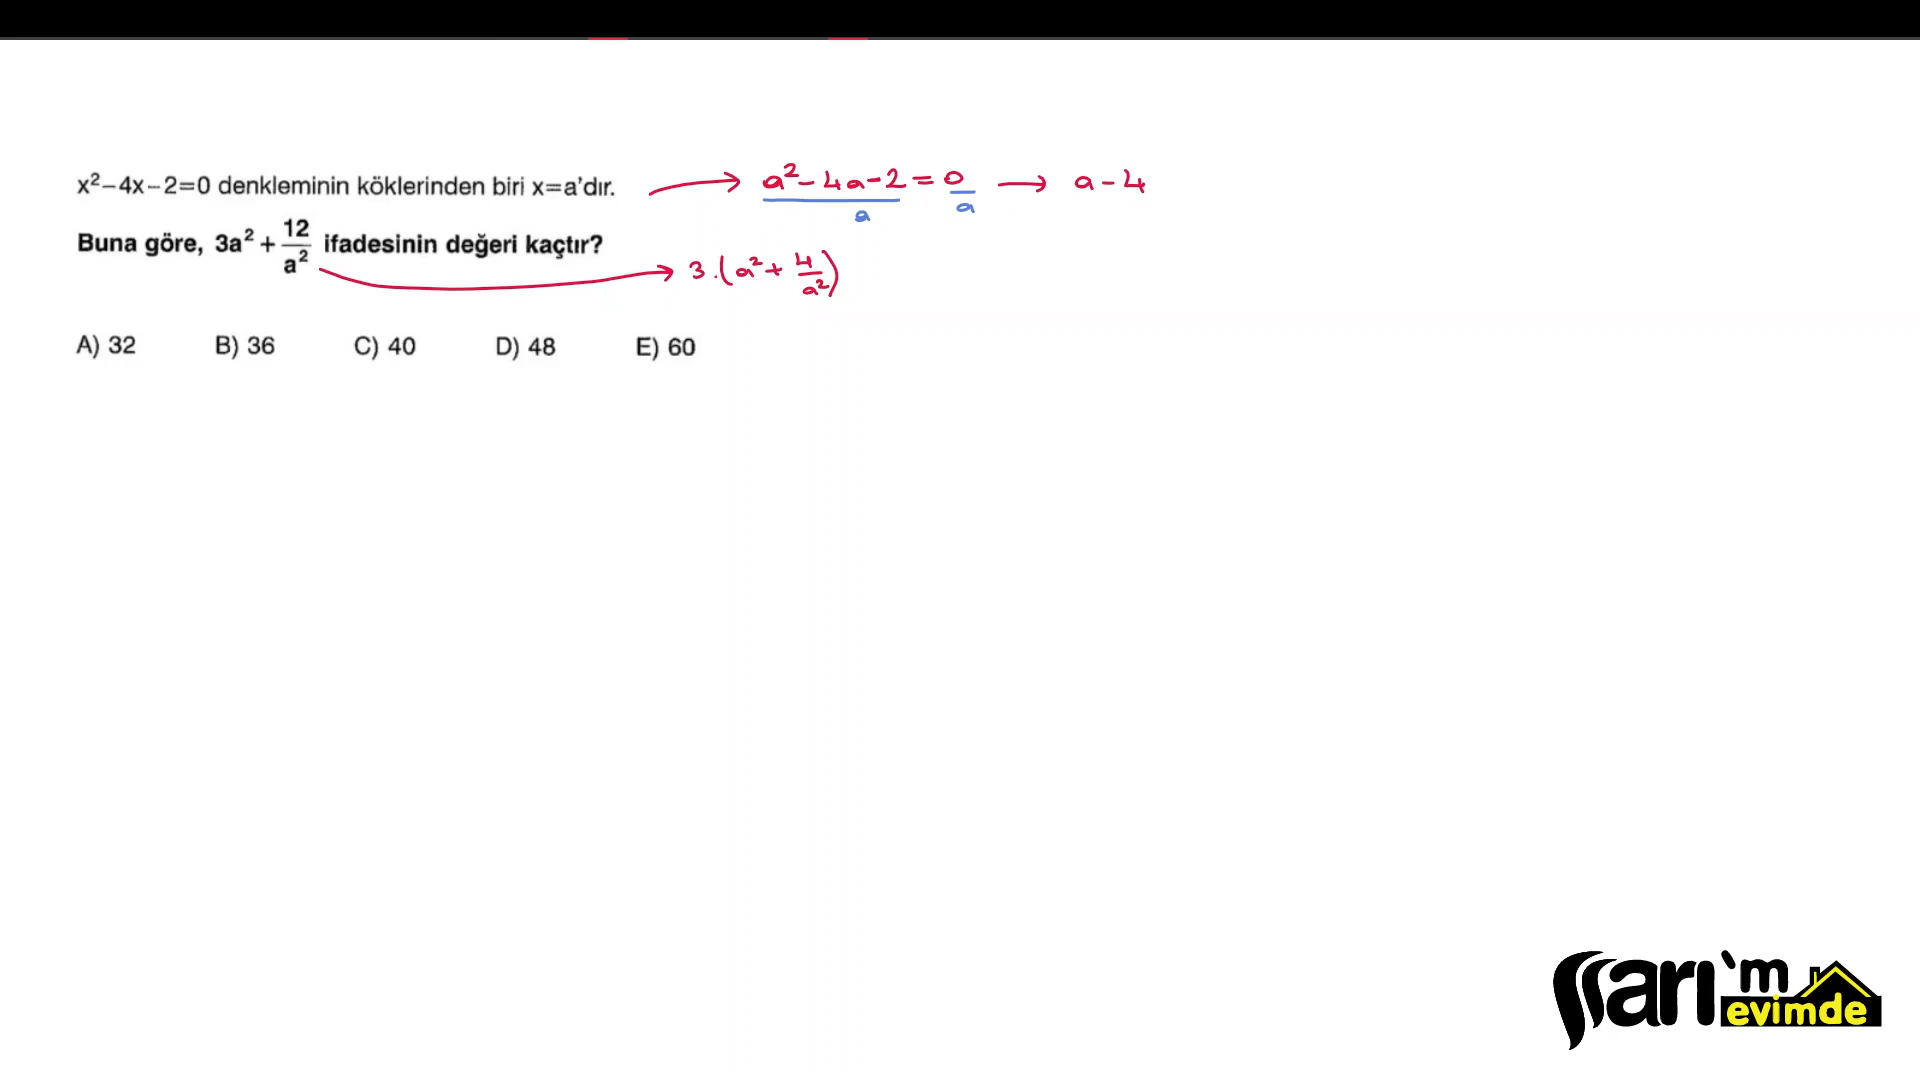 x²−4x−2=0 denkleminin köklerinden biri x=a'dır. → a²−4a−2 = 0 → a−4
a a
Buna göre, 3a² + 12/a² ifadesinin değeri kaçtır? → 3.(a² + 4/a²)
A) 32 B) 36 C) 40 D) 48 E) 60
sarı'm
evimde